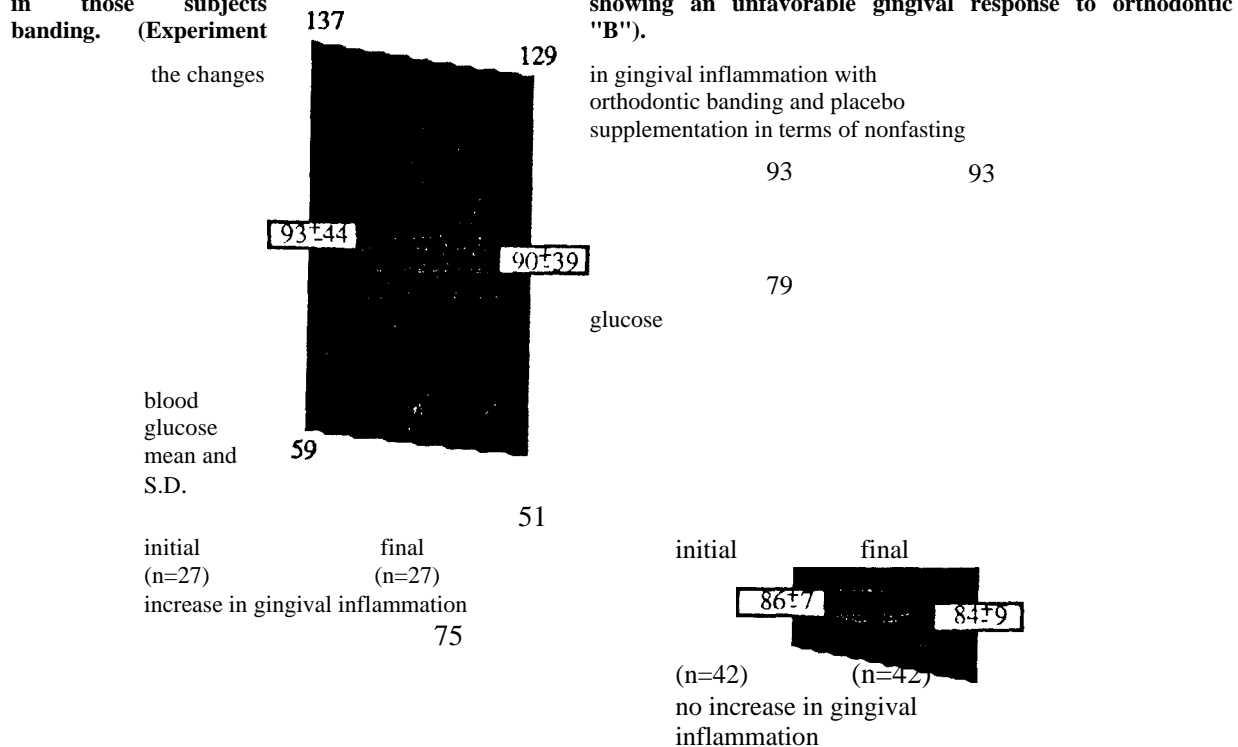 in those subjects showing an unfavorable gingival response to orthodontic
banding. (Experiment "B").
137
129
the changes
in gingival inflammation with
orthodontic banding and placebo
supplementation in terms of nonfasting
93 93
93±44
90±39
79
glucose
blood
glucose
mean and
S.D.
59
51
initial final
(n=27) (n=27)
increase in gingival inflammation
75
initial final
86±7
84±9
(n=42) (n=42)
no increase in gingival
inflammation